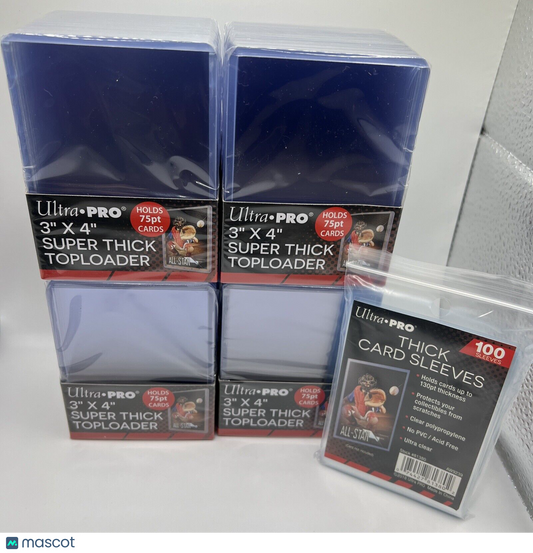 Ultra•PRO®
3" X 4"
SUPER THICK
TOPLOADER
HOLDS
75pt
CARDS
ALL-STAR
Ultra•PRO®
3" X 4"
SUPER THICK
TOPLOADER
HOLDS
75pt
CARDS
Ultra•PRO®
3" X 4"
SUPER THICK
TOPLOADER
HOLDS
75pt
CARDS
Ultra•PRO®
3" X 4"
SUPER THICK
TOPLOADER
HOLDS
75pt
CARDS
Ultra•PRO®
THICK
CARD SLEEVES
100
SLEEVES
• Holds cards up to
130pt thickness
• Protects your
collectibles from
scratches
• Clear polypropylene
• No PVC / Acid Free
• Ultra clear
ALL-STAR
mascot